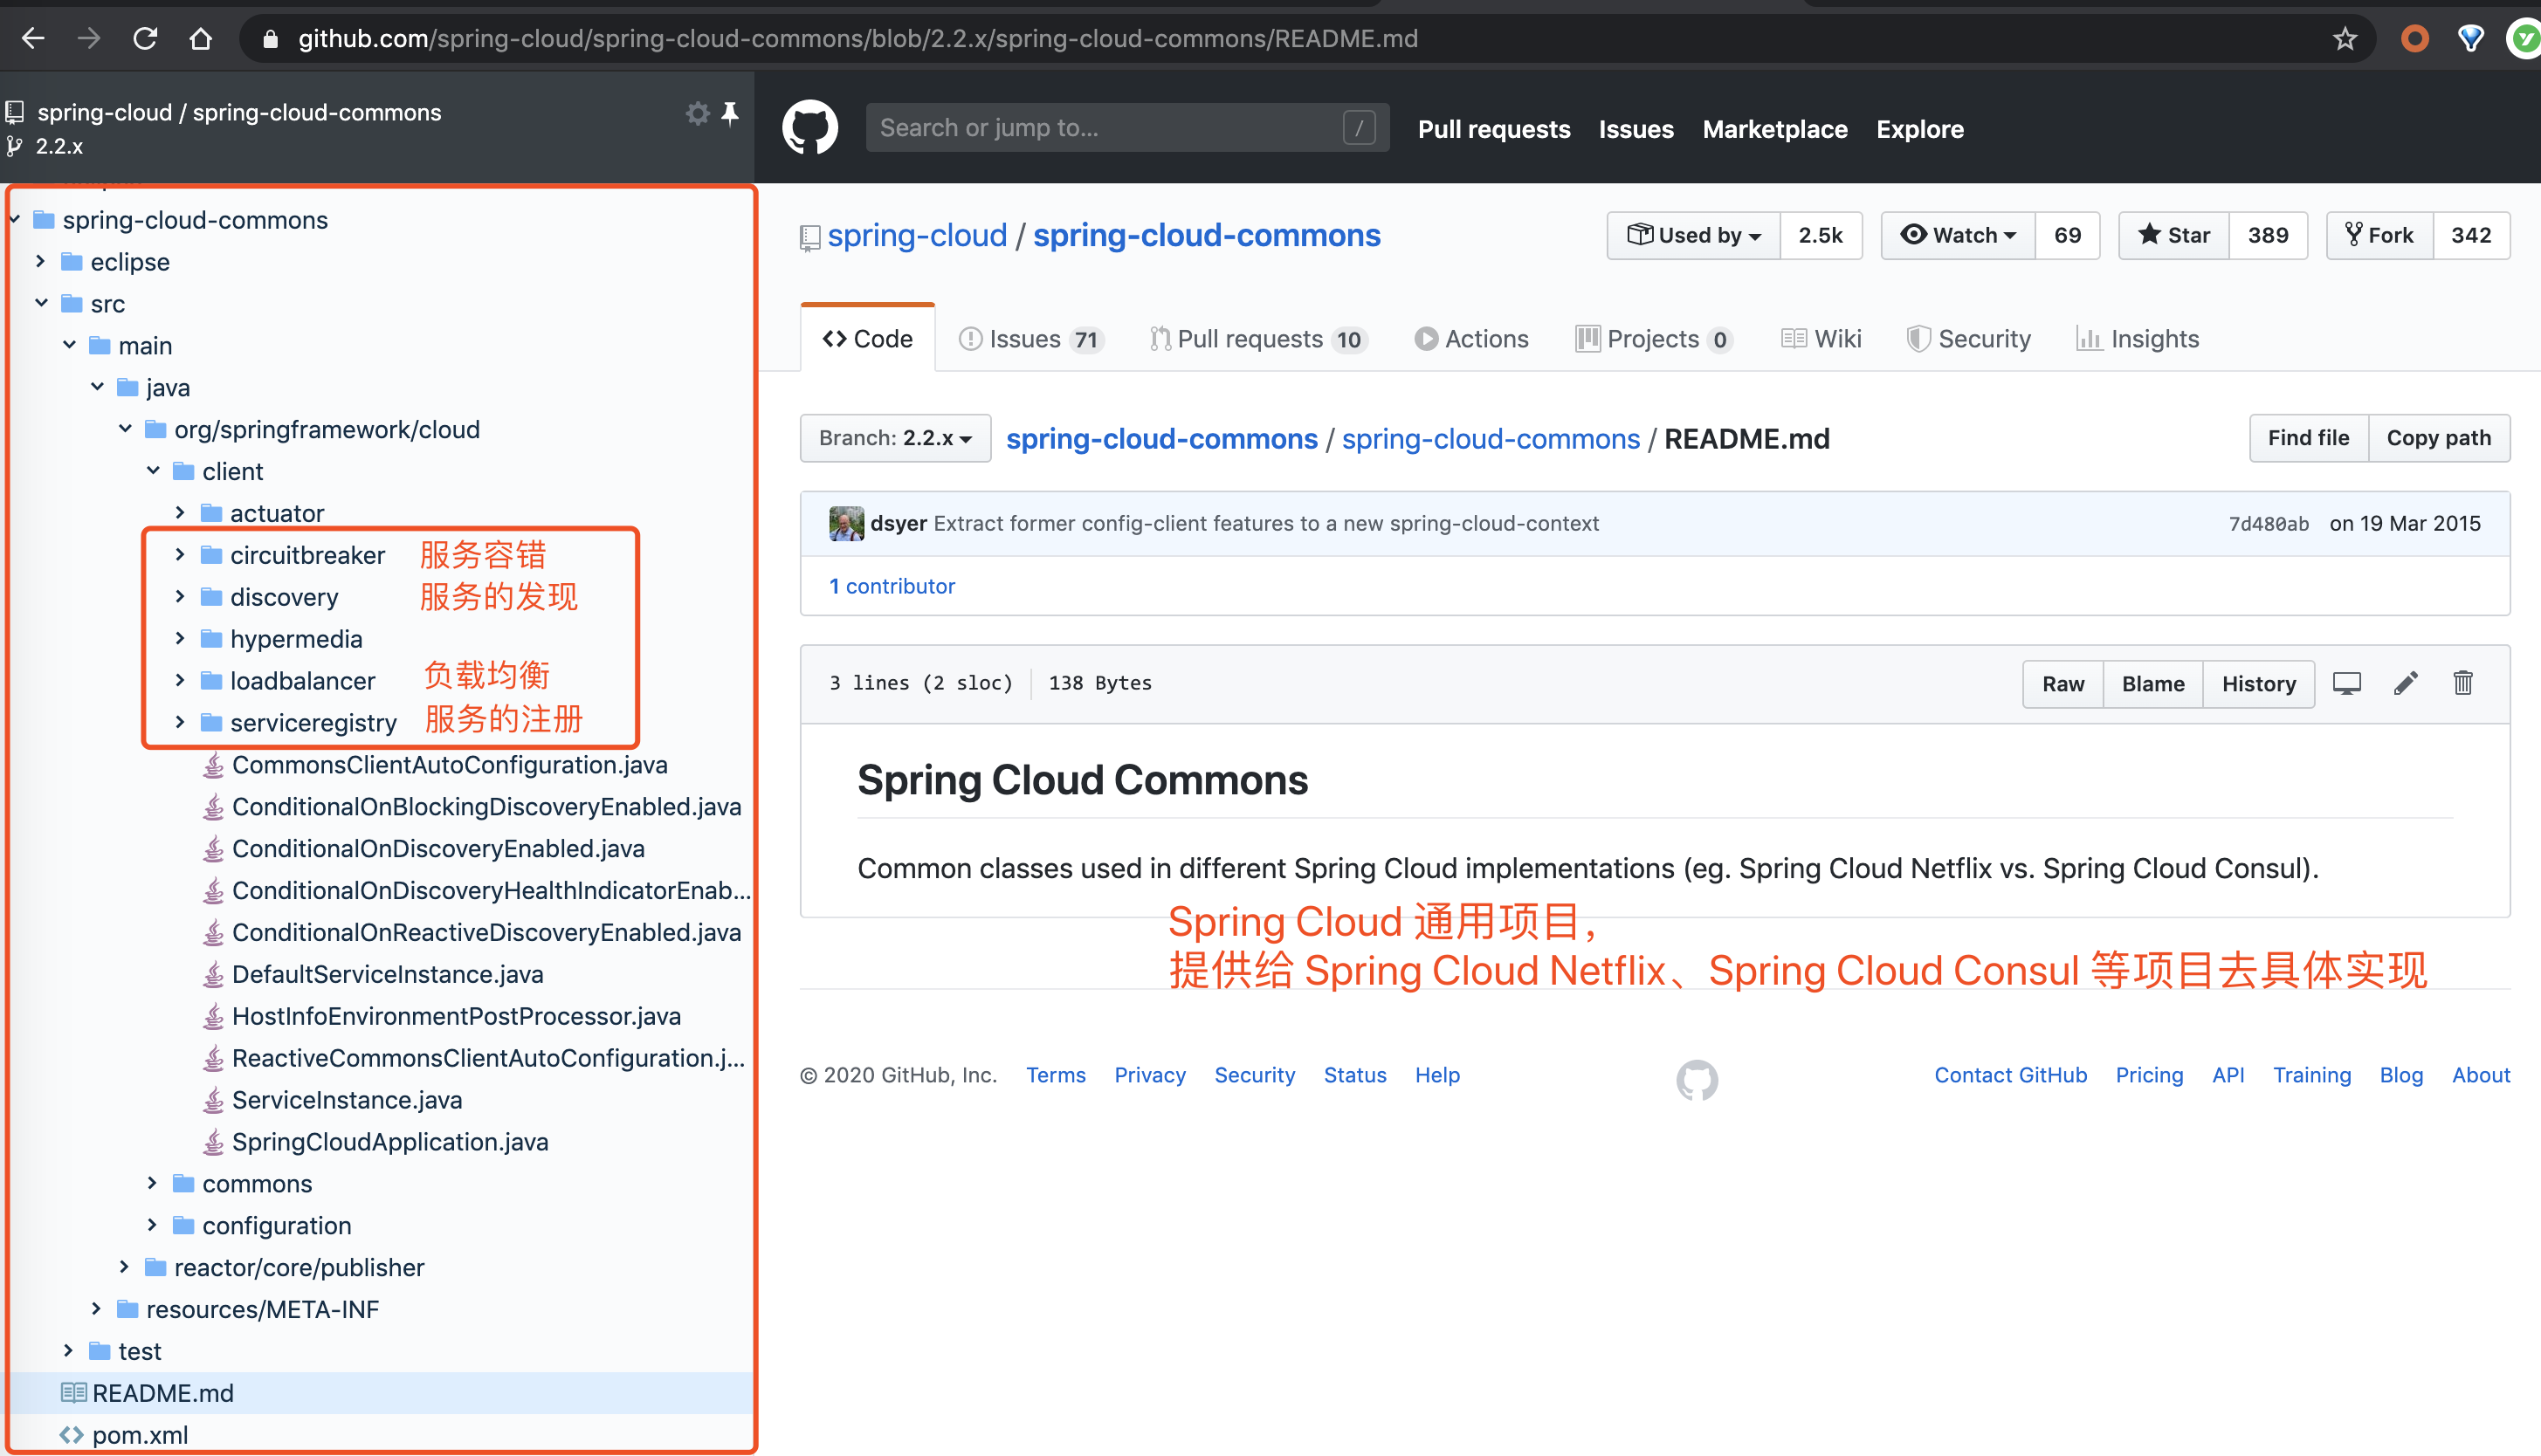 github.com/spring-cloud/spring-cloud-commons/blob/2.2.x/spring-cloud-commons/README.md
spring-cloud / spring-cloud-commons
2.2.x
spring-cloud-commons
eclipse
src
main
java
org/springframework/cloud
client
actuator
circuitbreaker 服务容错
discovery 服务的发现
hypermedia
loadbalancer 负载均衡
serviceregistry 服务的注册
CommonsClientAutoConfiguration.java
ConditionalOnBlockingDiscoveryEnabled.java
ConditionalOnDiscoveryEnabled.java
ConditionalOnDiscoveryHealthIndicatorEnab...
ConditionalOnReactiveDiscoveryEnabled.java
DefaultServiceInstance.java
HostInfoEnvironmentPostProcessor.java
ReactiveCommonsClientAutoConfiguration.j...
ServiceInstance.java
SpringCloudApplication.java
commons
configuration
reactor/core/publisher
resources/META-INF
test
README.md
pom.xml
Search or jump to... / Pull requests Issues Marketplace Explore
spring-cloud / spring-cloud-commons Used by 2.5k Watch 69 Star 389 Fork 342
Code Issues 71 Pull requests 10 Actions Projects 0 Wiki Security Insights
Branch: 2.2.x spring-cloud-commons / spring-cloud-commons / README.md Find file Copy path
dsyer Extract former config-client features to a new spring-cloud-context 7d480ab on 19 Mar 2015
1 contributor
3 lines (2 sloc) 138 Bytes Raw Blame History
Spring Cloud Commons
Common classes used in different Spring Cloud implementations (eg. Spring Cloud Netflix vs. Spring Cloud Consul).
Spring Cloud 通用项目，
提供给 Spring Cloud Netflix、Spring Cloud Consul 等项目去具体实现
© 2020 GitHub, Inc. Terms Privacy Security Status Help Contact GitHub Pricing API Training Blog About